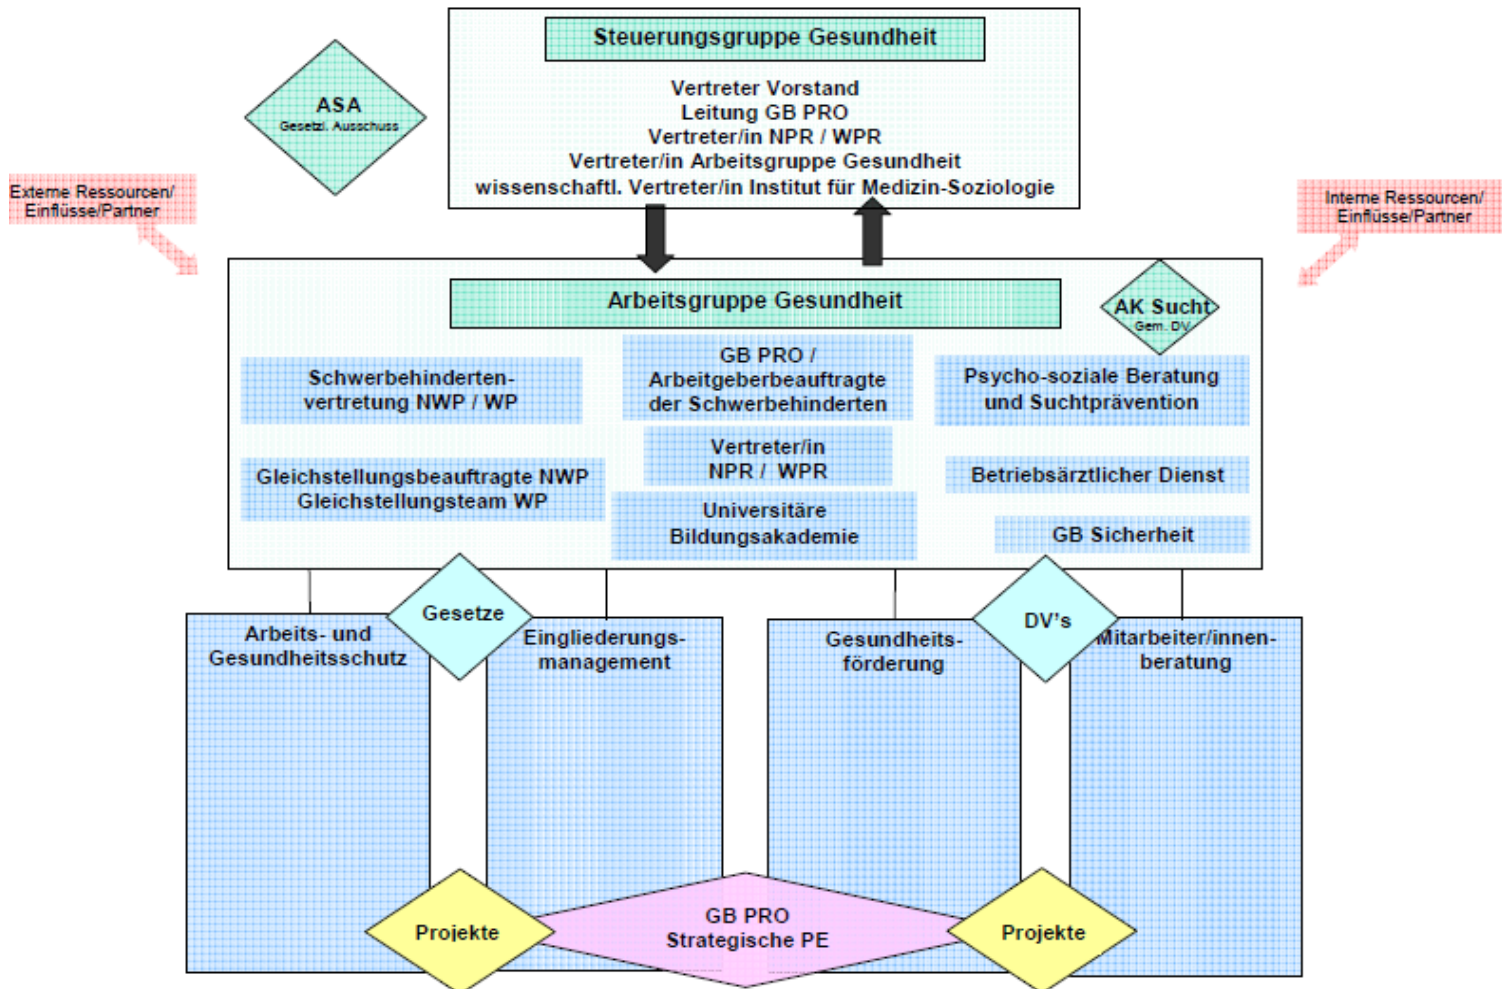 Steuerungsgruppe Gesundheit
Vertreter Vorstand
Leitung GB PRO
Vertreter/in NPR / WPR
Vertreter/in Arbeitsgruppe Gesundheit
wissenschaftl. Vertreter/in Institut für Medizin-Soziologie
ASA
Gesetzl. Ausschuss
Externe Ressourcen/
Einflüsse/Partner
Interne Ressourcen/
Einflüsse/Partner
Arbeitsgruppe Gesundheit
AK Sucht
Gem. DV
Schwerbehinderten-
vertretung NWP / WP
GB PRO /
Arbeitgeberbeauftragte
der Schwerbehinderten
Psycho-soziale Beratung
und Suchtprävention
Vertreter/in
NPR / WPR
Gleichstellungsbeauftragte NWP
Gleichstellungsteam WP
Betriebsärztlicher Dienst
Universitäre
Bildungsakademie
GB Sicherheit
Gesetze
DV's
Arbeits- und
Gesundheitsschutz
Eingliederungs-
management
Gesundheits-
förderung
Mitarbeiter/innen-
beratung
Projekte
GB PRO
Strategische PE
Projekte